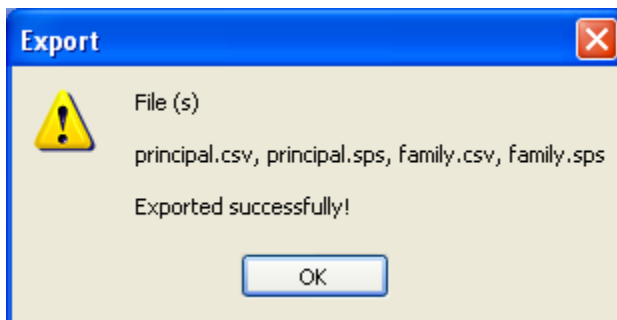 Export
File (s)
principal.csv, principal.sps, family.csv, family.sps
Exported successfully!
OK